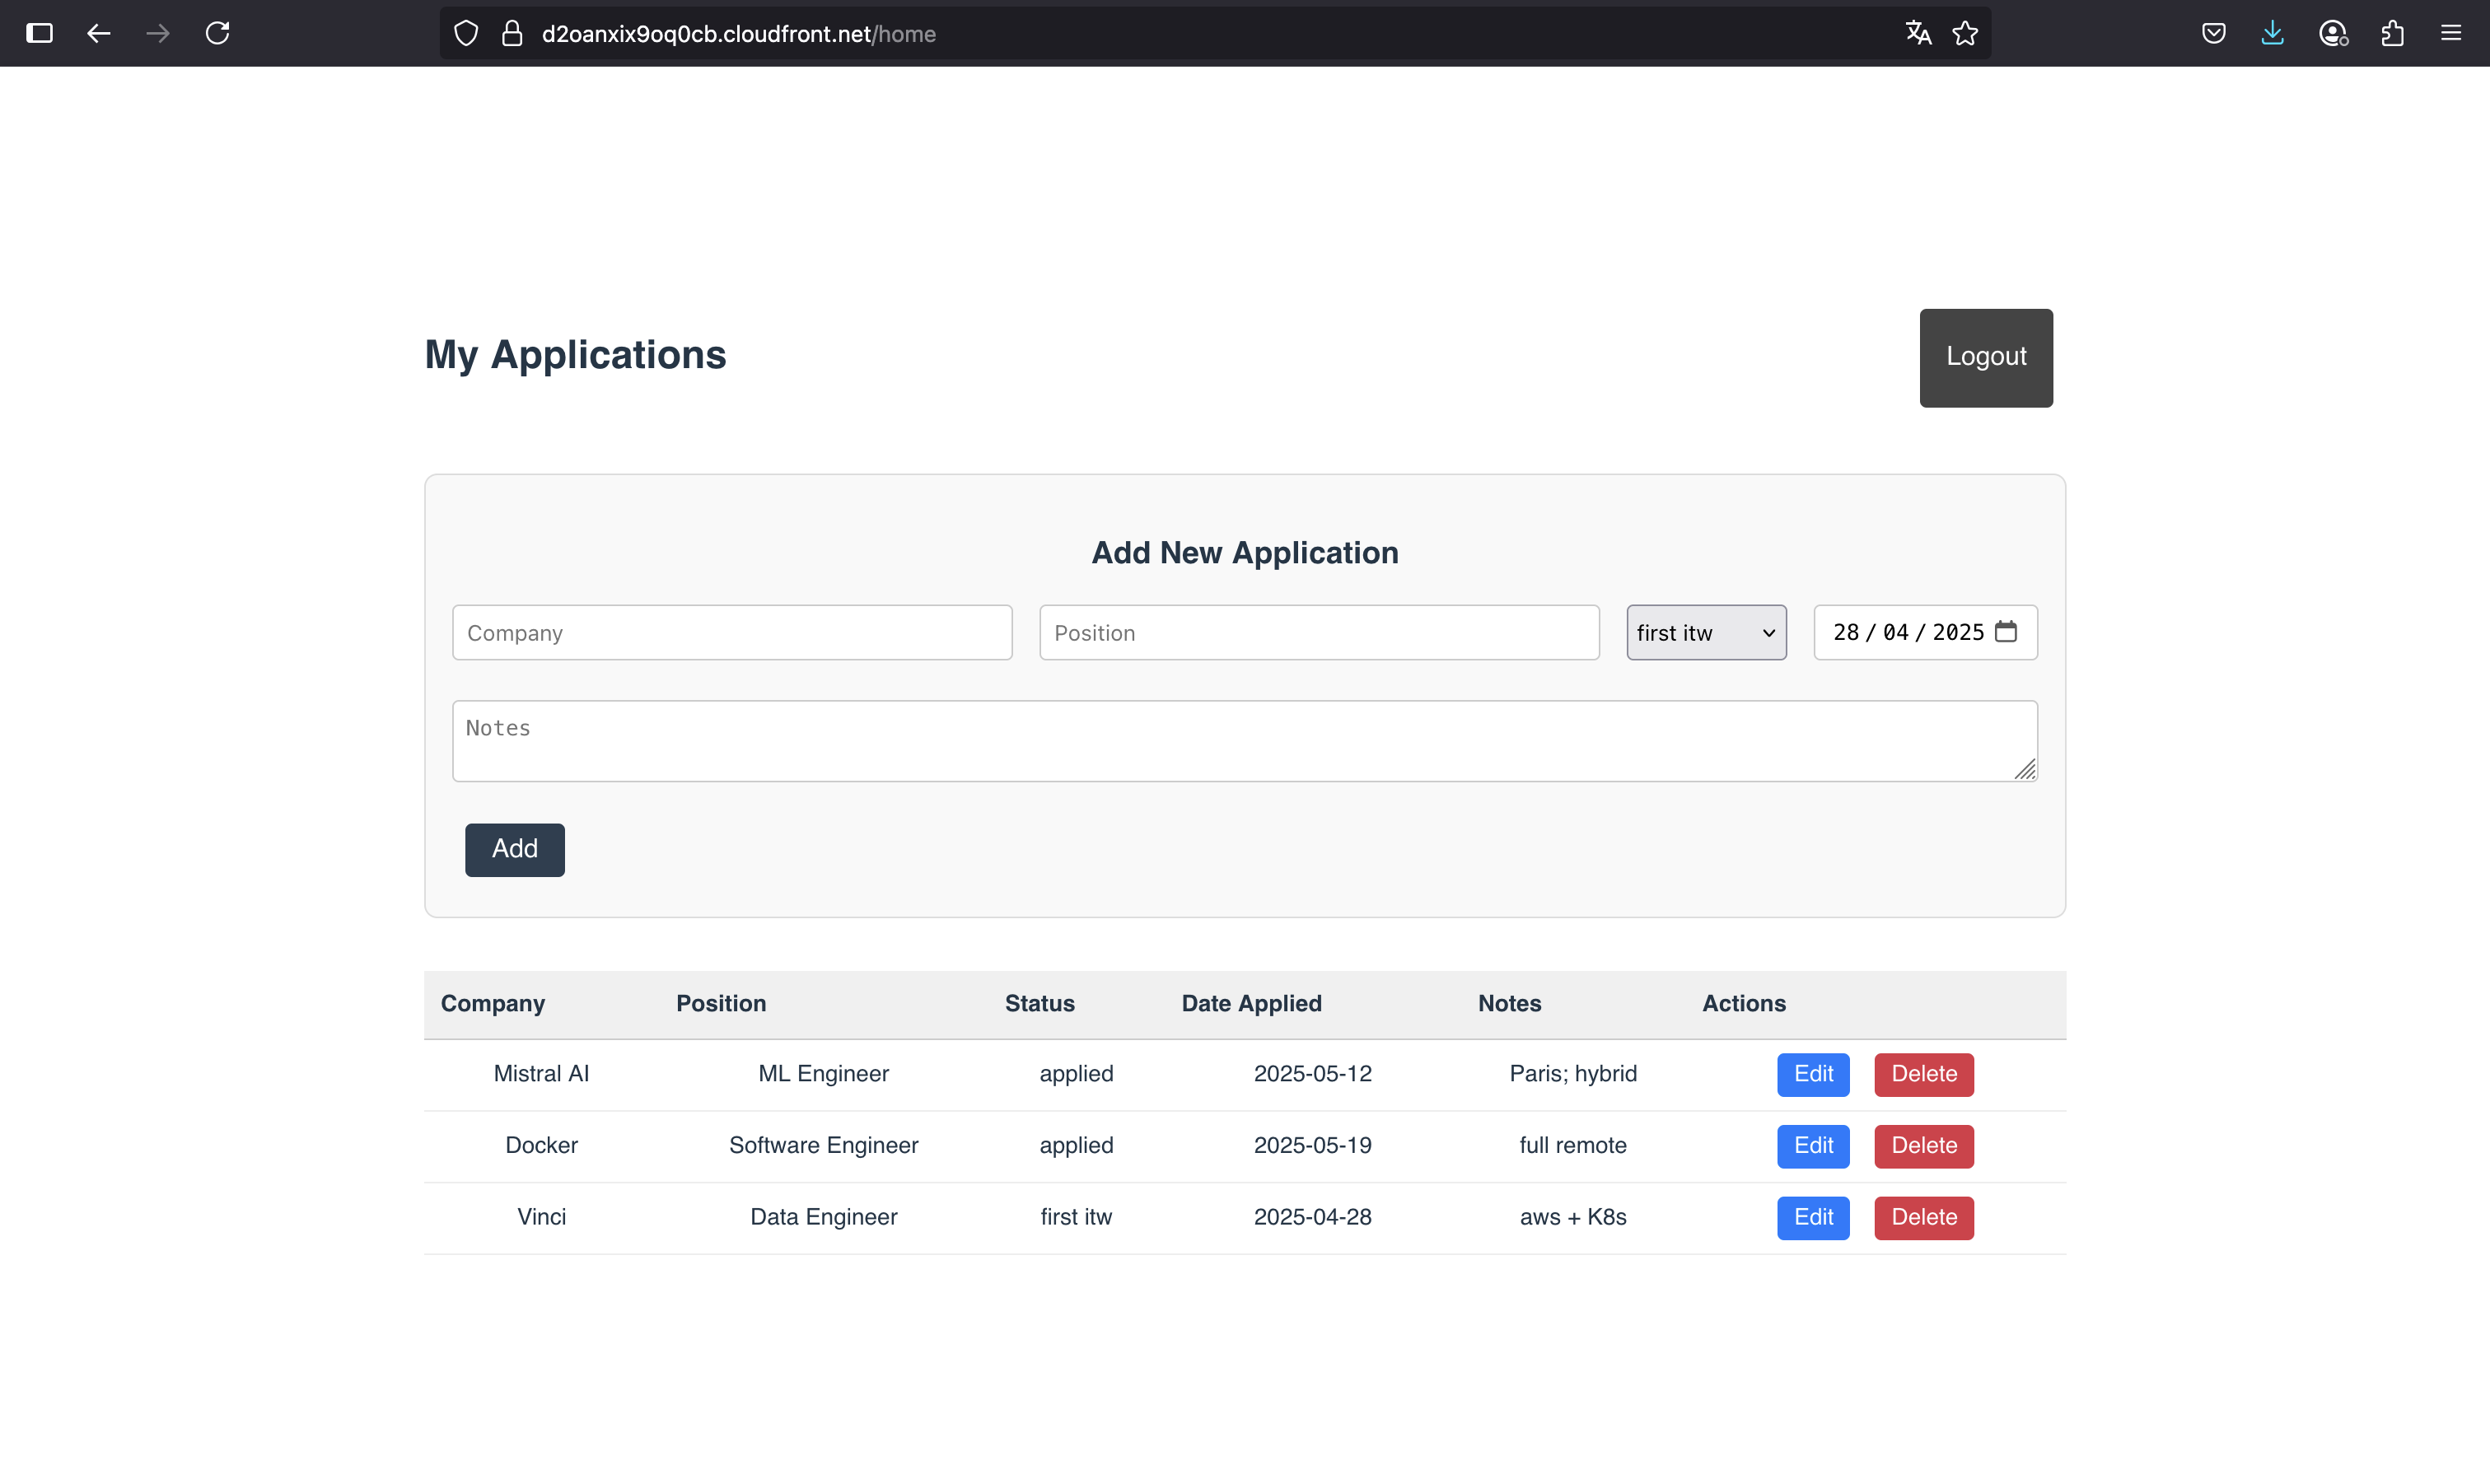 d2oanxix9oq0cb.cloudfront.net/home
My Applications
Logout
Add New Application
Company Position first itw 28 / 04 / 2025
Notes
Add
Company Position Status Date Applied Notes Actions
Mistral AI ML Engineer applied 2025-05-12 Paris; hybrid Edit Delete
Docker Software Engineer applied 2025-05-19 full remote Edit Delete
Vinci Data Engineer first itw 2025-04-28 aws + K8s Edit Delete